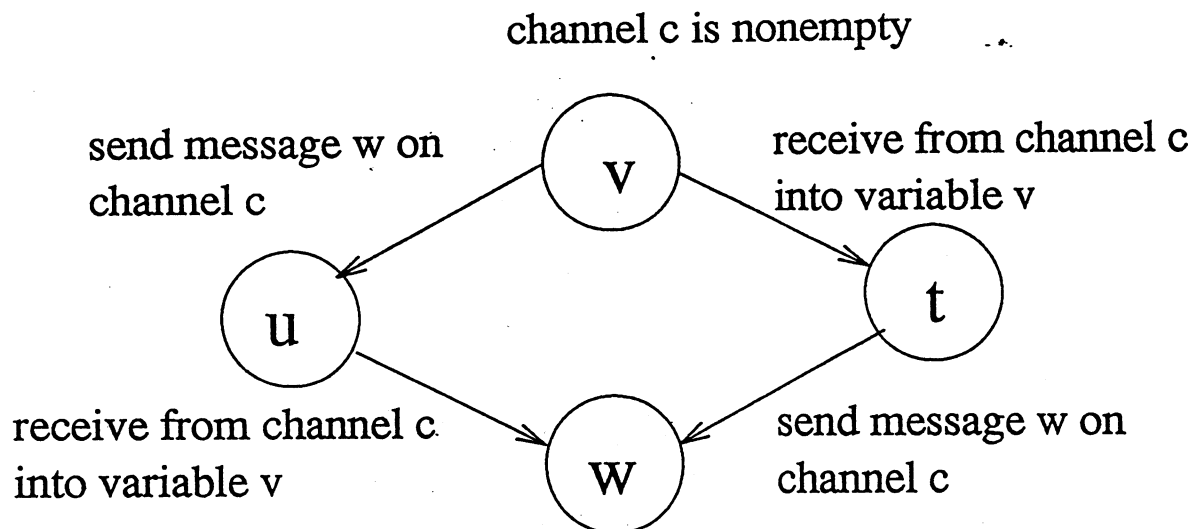 channel c is nonempty
send message w on
channel c
receive from channel c
into variable v
v
u
t
receive from channel c
into variable v
send message w on
channel c
w